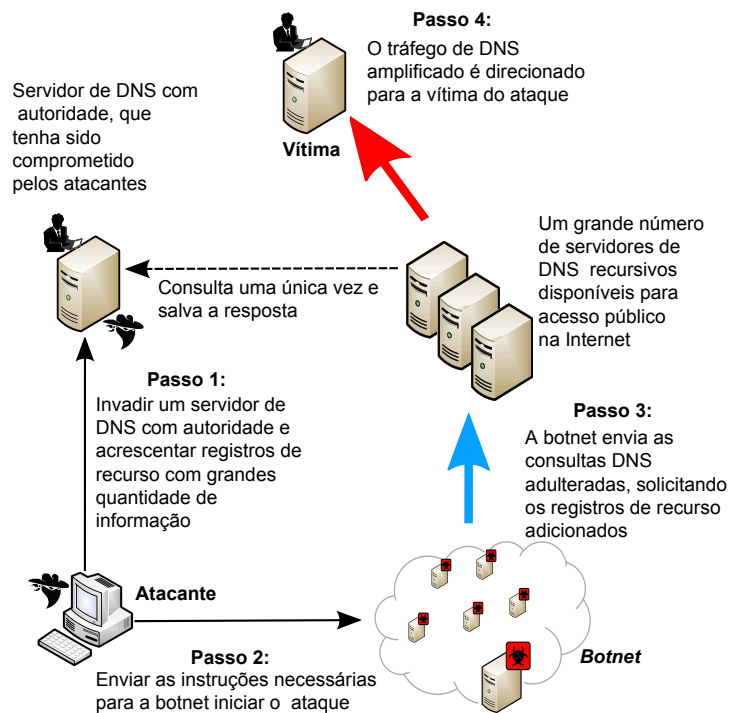 Passo 4:
O tráfego de DNS
amplificado é direcionado
para a vítima do ataque
Vítima
Servidor de DNS com
autoridade, que
tenha sido
comprometido
pelos atacantes
Um grande número
de servidores de
DNS recursivos
disponíveis para
acesso público
na Internet
Consulta uma única vez e
salva a resposta
Passo 1:
Invadir um servidor de
DNS com autoridade e
acrescentar registros de
recurso com grandes
quantidade de
informação
Passo 3:
A botnet envia as
consultas DNS
adulteradas, solicitando
os registros de recurso
adicionados
Atacante
Passo 2:
Enviar as instruções necessárias
para a botnet iniciar o ataque
Botnet